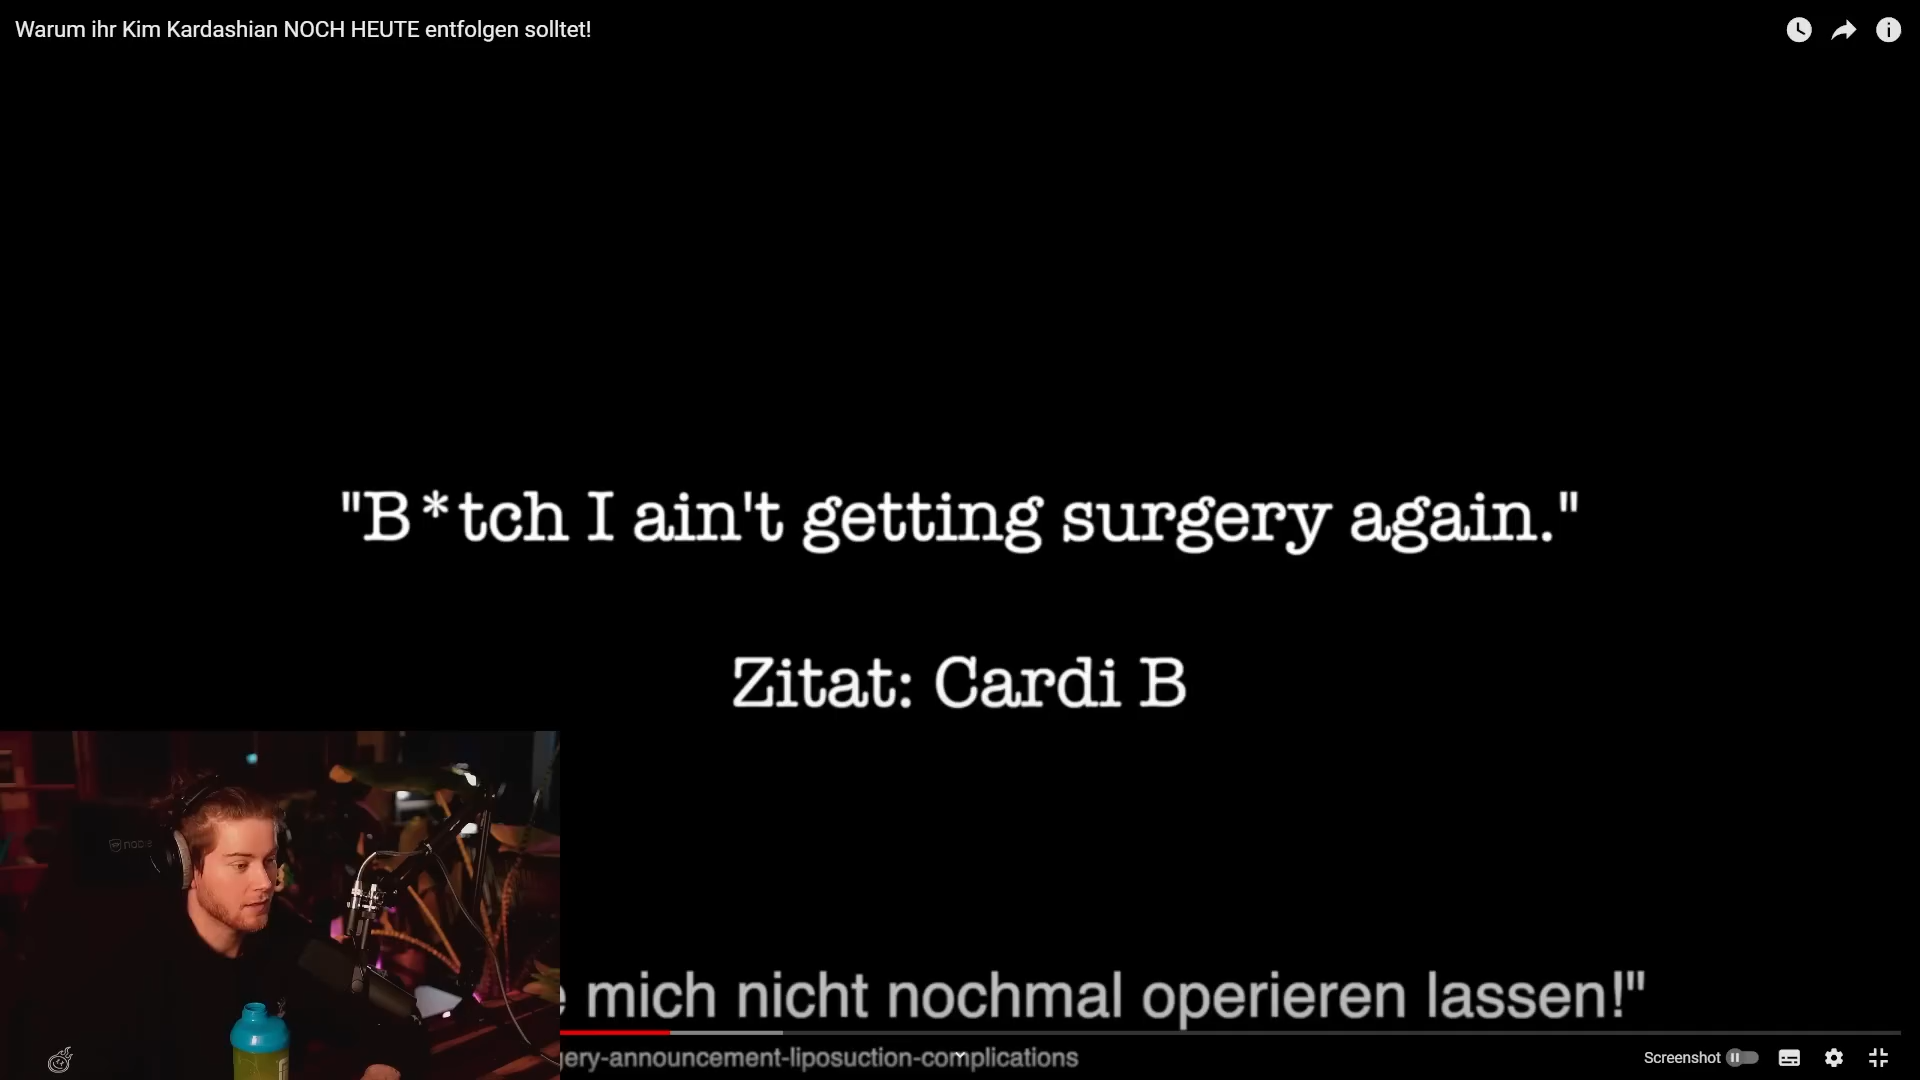 Warum ihr Kim Kardashian NOCH HEUTE entfolgen solltet!
"B*tch I ain't getting surgery again."
Zitat: Cardi B
mich nicht nochmal operieren lassen!"
ery-announcement-liposuction-complications
Screenshot